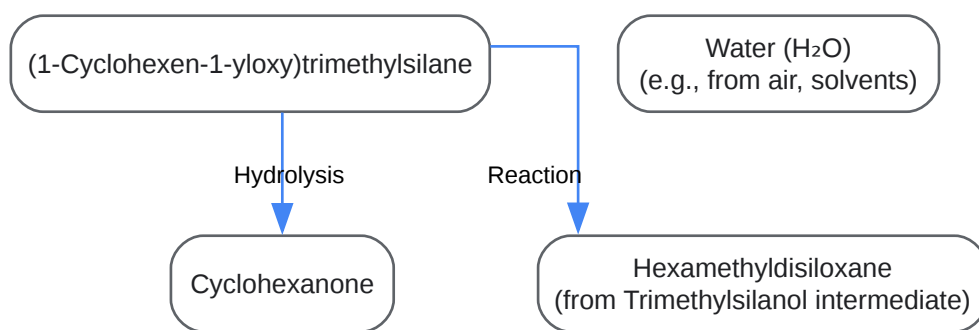 (1-Cyclohexen-1-yloxy)trimethylsilane
Water (H₂O)
(e.g., from air, solvents)
Hydrolysis
Reaction
Cyclohexanone
Hexamethyldisiloxane
(from Trimethylsilanol intermediate)